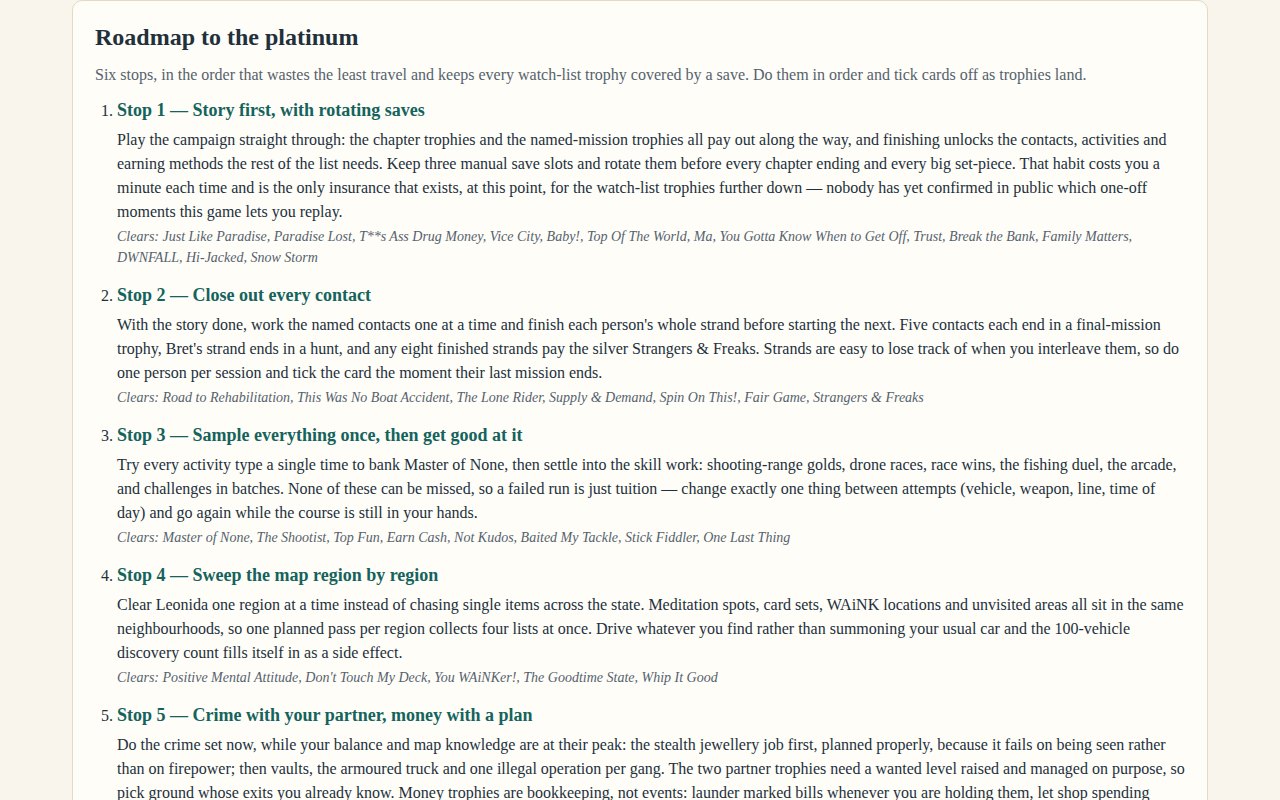 Roadmap to the platinum
Six stops, in the order that wastes the least travel and keeps every watch-list trophy covered by a save. Do them in order and tick cards off as trophies land.
1. Stop 1 — Story first, with rotating saves
Play the campaign straight through: the chapter trophies and the named-mission trophies all pay out along the way, and finishing unlocks the contacts, activities and
earning methods the rest of the list needs. Keep three manual save slots and rotate them before every chapter ending and every big set-piece. That habit costs you a
minute each time and is the only insurance that exists, at this point, for the watch-list trophies further down — nobody has yet confirmed in public which one-off
moments this game lets you replay.
Clears: Just Like Paradise, Paradise Lost, T**s Ass Drug Money, Vice City, Baby!, Top Of The World, Ma, You Gotta Know When to Get Off, Trust, Break the Bank, Family Matters,
DWNFALL, Hi-Jacked, Snow Storm
2. Stop 2 — Close out every contact
With the story done, work the named contacts one at a time and finish each person's whole strand before starting the next. Five contacts each end in a final-mission
trophy, Bret's strand ends in a hunt, and any eight finished strands pay the silver Strangers & Freaks. Strands are easy to lose track of when you interleave them, so do
one person per session and tick the card the moment their last mission ends.
Clears: Road to Rehabilitation, This Was No Boat Accident, The Lone Rider, Supply & Demand, Spin On This!, Fair Game, Strangers & Freaks
3. Stop 3 — Sample everything once, then get good at it
Try every activity type a single time to bank Master of None, then settle into the skill work: shooting-range golds, drone races, race wins, the fishing duel, the arcade,
and challenges in batches. None of these can be missed, so a failed run is just tuition — change exactly one thing between attempts (vehicle, weapon, line, time of
day) and go again while the course is still in your hands.
Clears: Master of None, The Shootist, Top Fun, Earn Cash, Not Kudos, Baited My Tackle, Stick Fiddler, One Last Thing
4. Stop 4 — Sweep the map region by region
Clear Leonida one region at a time instead of chasing single items across the state. Meditation spots, card sets, WAiNK locations and unvisited areas all sit in the same
neighbourhoods, so one planned pass per region collects four lists at once. Drive whatever you find rather than summoning your usual car and the 100-vehicle
discovery count fills itself in as a side effect.
Clears: Positive Mental Attitude, Don't Touch My Deck, You WAiNKer!, The Goodtime State, Whip It Good
5. Stop 5 — Crime with your partner, money with a plan
Do the crime set now, while your balance and map knowledge are at their peak: the stealth jewellery job first, planned properly, because it fails on being seen rather
than on firepower; then vaults, the armoured truck and one illegal operation per gang. The two partner trophies need a wanted level raised and managed on purpose, so
pick ground whose exits you already know. Money trophies are bookkeeping, not events: launder marked bills whenever you are holding them, let shop spending